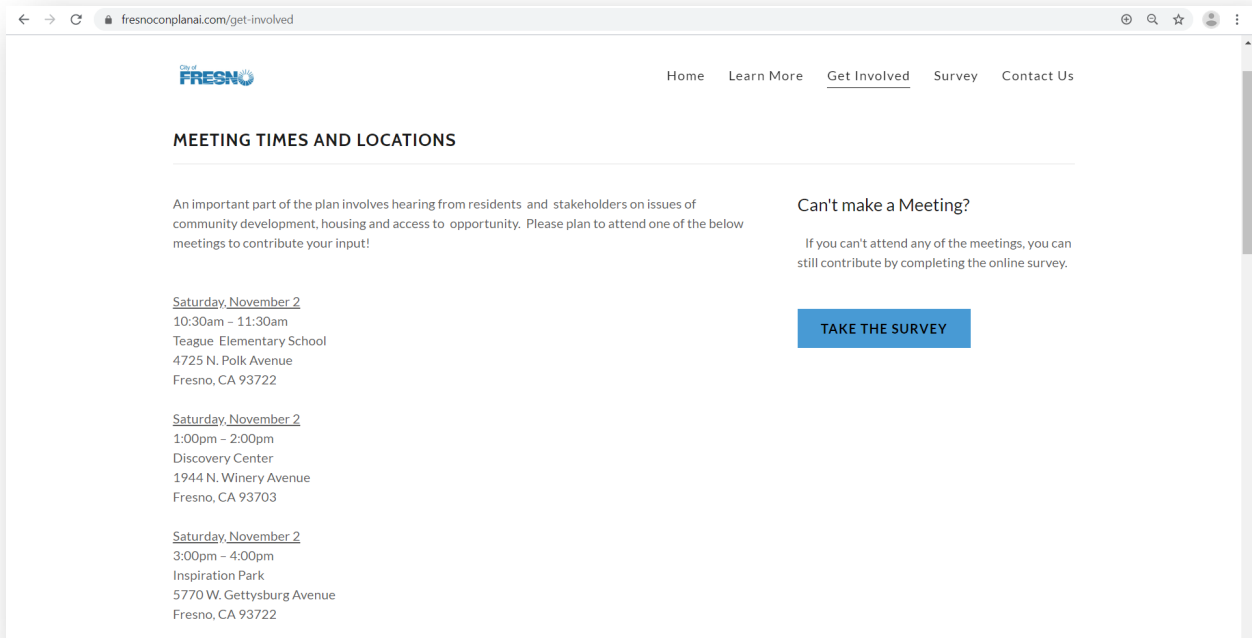 fresnoconplanai.com/get-involved
City of
FRESNO
Home Learn More Get Involved Survey Contact Us
MEETING TIMES AND LOCATIONS
An important part of the plan involves hearing from residents and stakeholders on issues of
community development, housing and access to opportunity. Please plan to attend one of the below
meetings to contribute your input!
Saturday, November 2
10:30am – 11:30am
Teague Elementary School
4725 N. Polk Avenue
Fresno, CA 93722
Saturday, November 2
1:00pm – 2:00pm
Discovery Center
1944 N. Winery Avenue
Fresno, CA 93703
Saturday, November 2
3:00pm – 4:00pm
Inspiration Park
5770 W. Gettysburg Avenue
Fresno, CA 93722
Can't make a Meeting?
If you can't attend any of the meetings, you can
still contribute by completing the online survey.
TAKE THE SURVEY